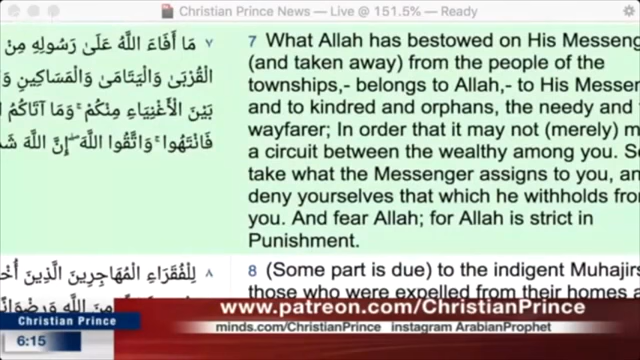 Christian Prince News — Live @ 151.5% — Ready
٧ مَا أَفَاءَ اللَّهُ عَلَىٰ رَسُولِهِ مِنْ
الْقُرْبَىٰ وَالْيَتَامَىٰ وَالْمَسَاكِينِ وَ
بَيْنَ الْأَغْنِيَاءِ مِنْكُمْ ۚ وَمَا آتَاكُمُ ا
فَانْتَهُوا ۚ وَاتَّقُوا اللَّهَ ۖ إِنَّ اللَّهَ شَ
7 What Allah has bestowed on His Messeng
(and taken away) from the people of the
townships,- belongs to Allah,- to His Messen
and to kindred and orphans, the needy and
wayfarer; In order that it may not (merely) m
a circuit between the wealthy among you. S
take what the Messenger assigns to you, an
deny yourselves that which he withholds fro
you. And fear Allah; for Allah is strict in
Punishment.
٨ لِلْفُقَرَاءِ الْمُهَاجِرِينَ الَّذِينَ أُخْ
مِنَ اللَّهِ وَرِضْوَانًا
8 (Some part is due) to the indigent Muhajirs
those who were expelled from their homes a
www.patreon.com/ChristianPrince
Christian Prince
minds.com/ChristianPrince instagram ArabianProphet
6:15